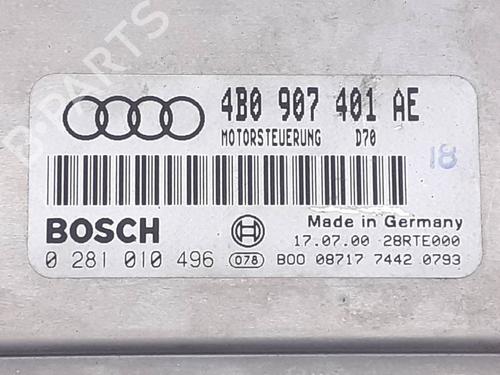 B-PARTS
4B0 907 401 AE
MOTORSTEUERUNG D70
18
BOSCH
Made in Germany
17.07.00 28RTE000
0 281 010 496 078 B00 08717 7442 0793